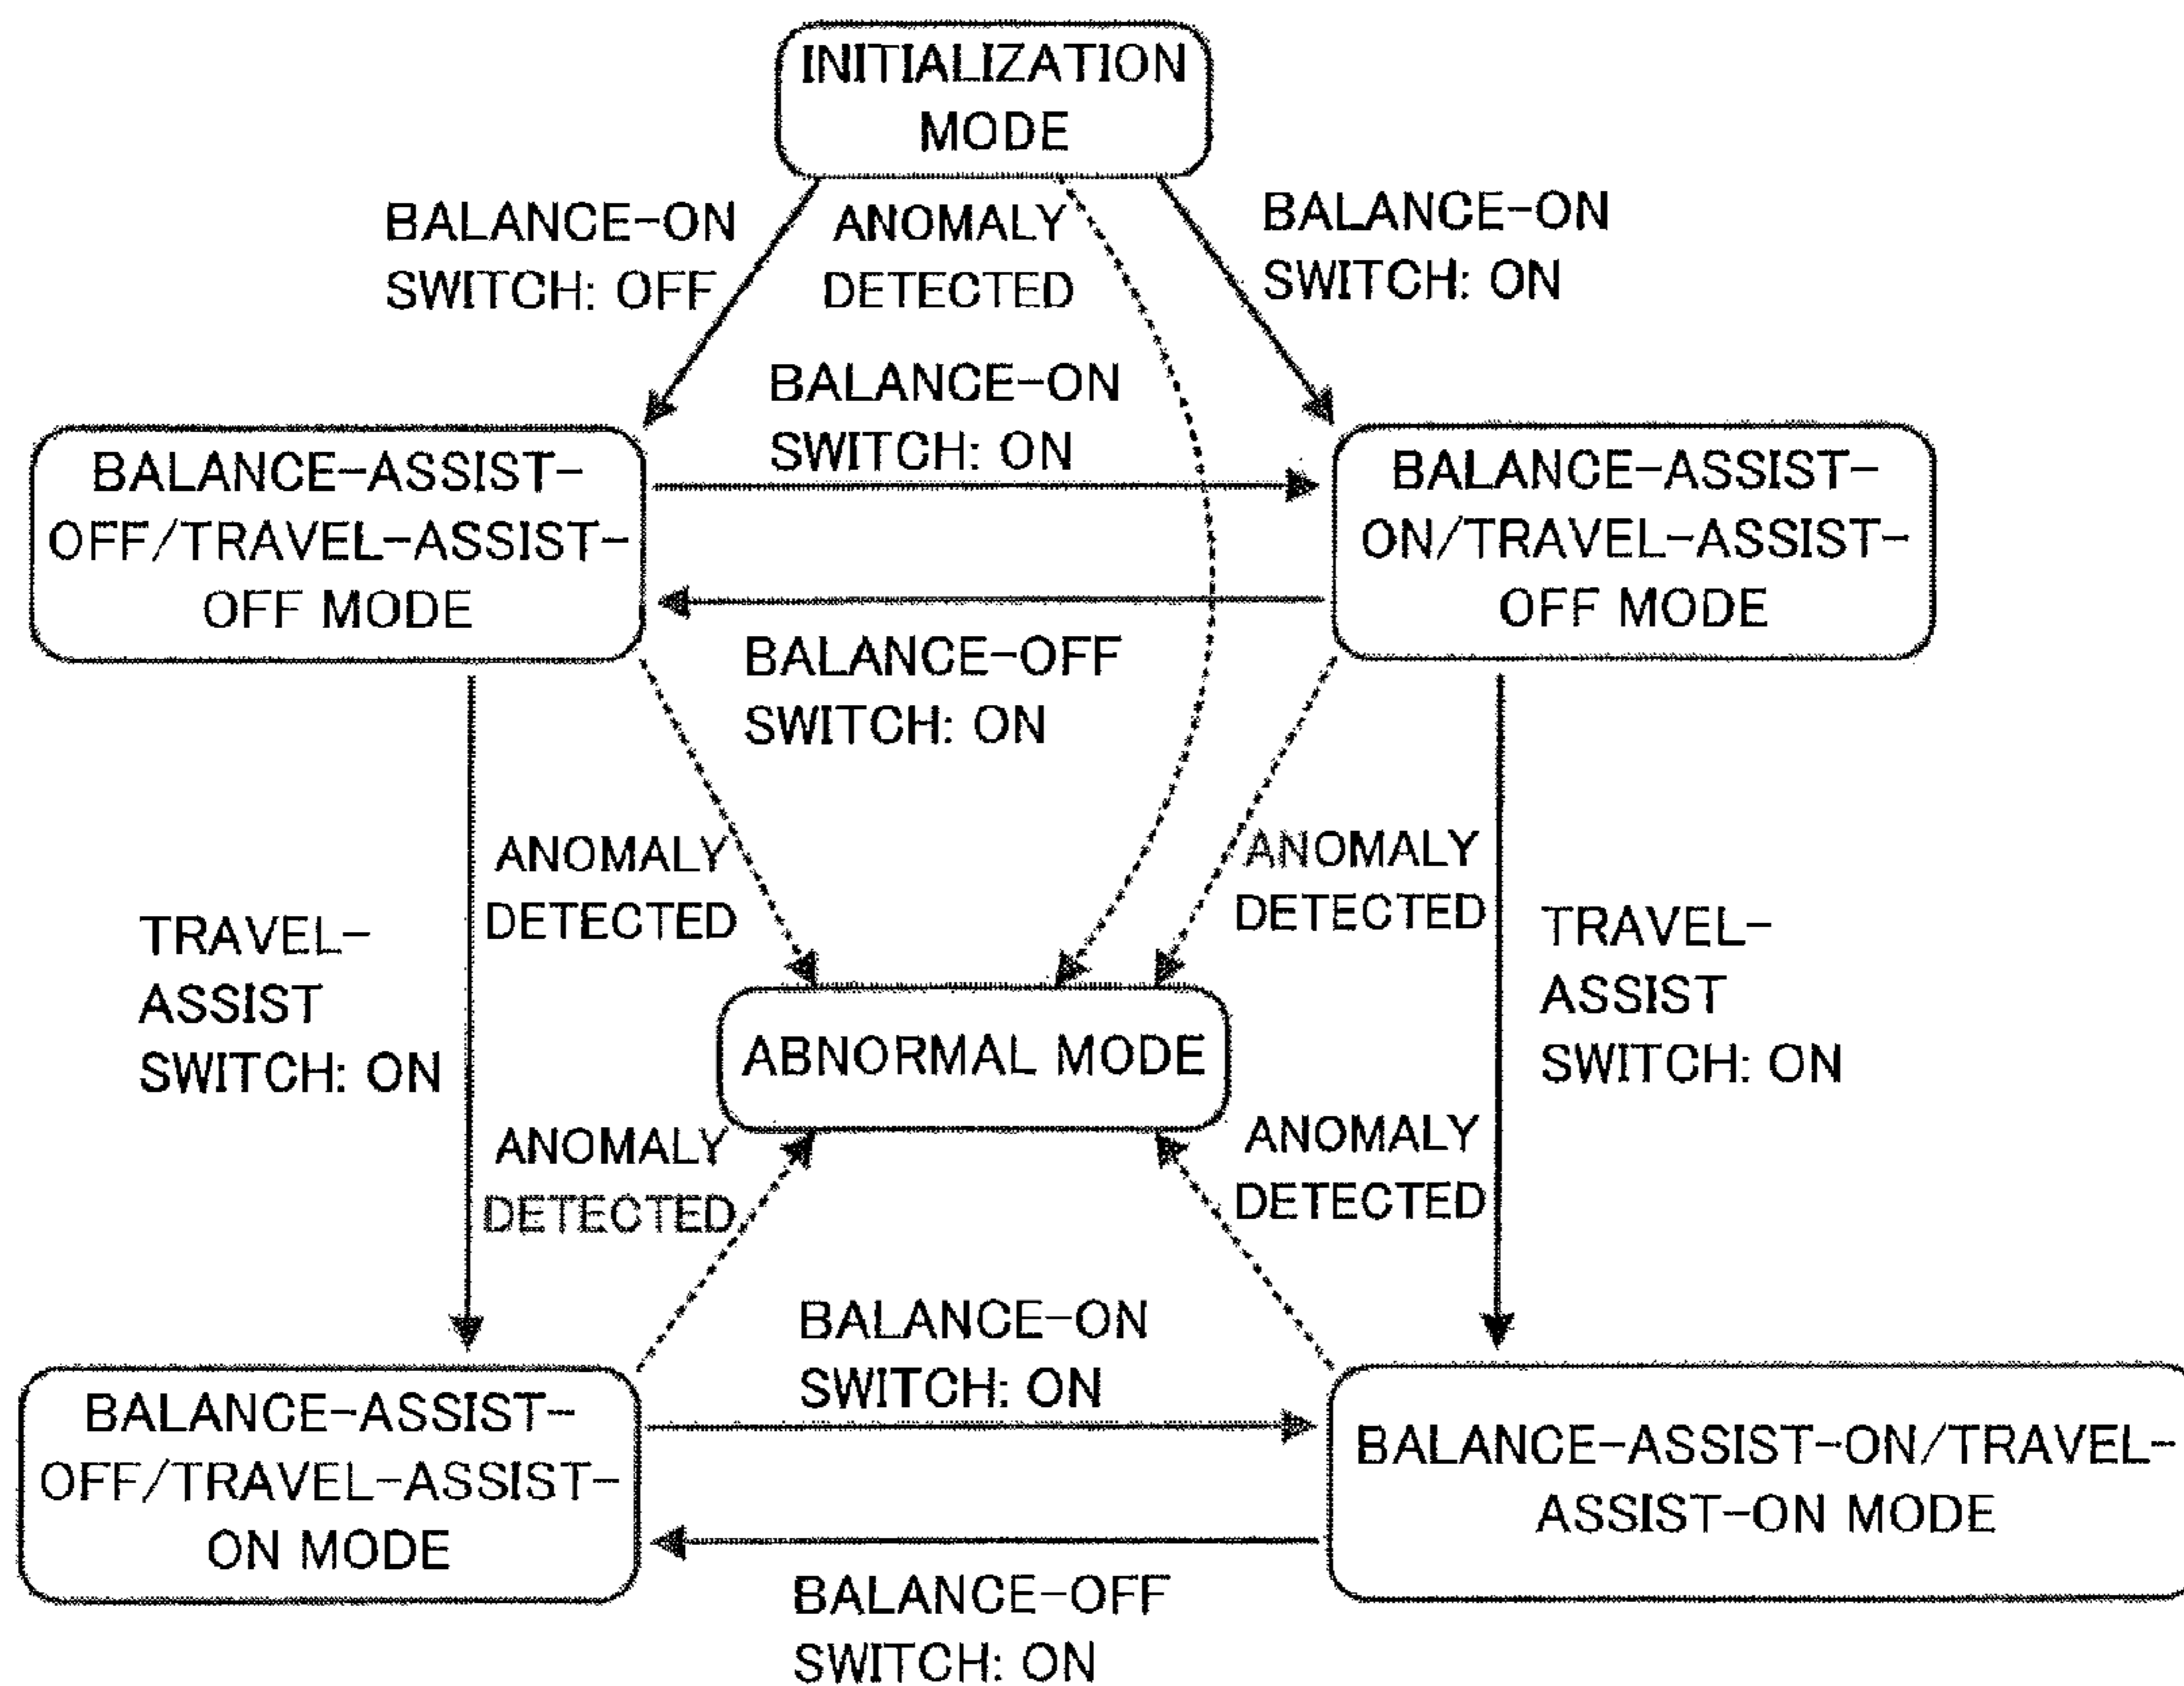 INITIALIZATION
MODE
BALANCE-ON
SWITCH: OFF
ANOMALY
DETECTED
BALANCE-ON
SWITCH: ON
BALANCE-ON
SWITCH: ON
BALANCE-ASSIST-
OFF/TRAVEL-ASSIST-
OFF MODE
BALANCE-ASSIST-
ON/TRAVEL-ASSIST-
OFF MODE
BALANCE-OFF
SWITCH: ON
ANOMALY
DETECTED
ANOMALY
DETECTED
TRAVEL-
ASSIST
SWITCH: ON
TRAVEL-
ASSIST
SWITCH: ON
ABNORMAL MODE
ANOMALY
DETECTED
ANOMALY
DETECTED
BALANCE-ON
SWITCH: ON
BALANCE-ASSIST-
OFF/TRAVEL-ASSIST-
ON MODE
BALANCE-ASSIST-ON/TRAVEL-
ASSIST-ON MODE
BALANCE-OFF
SWITCH: ON